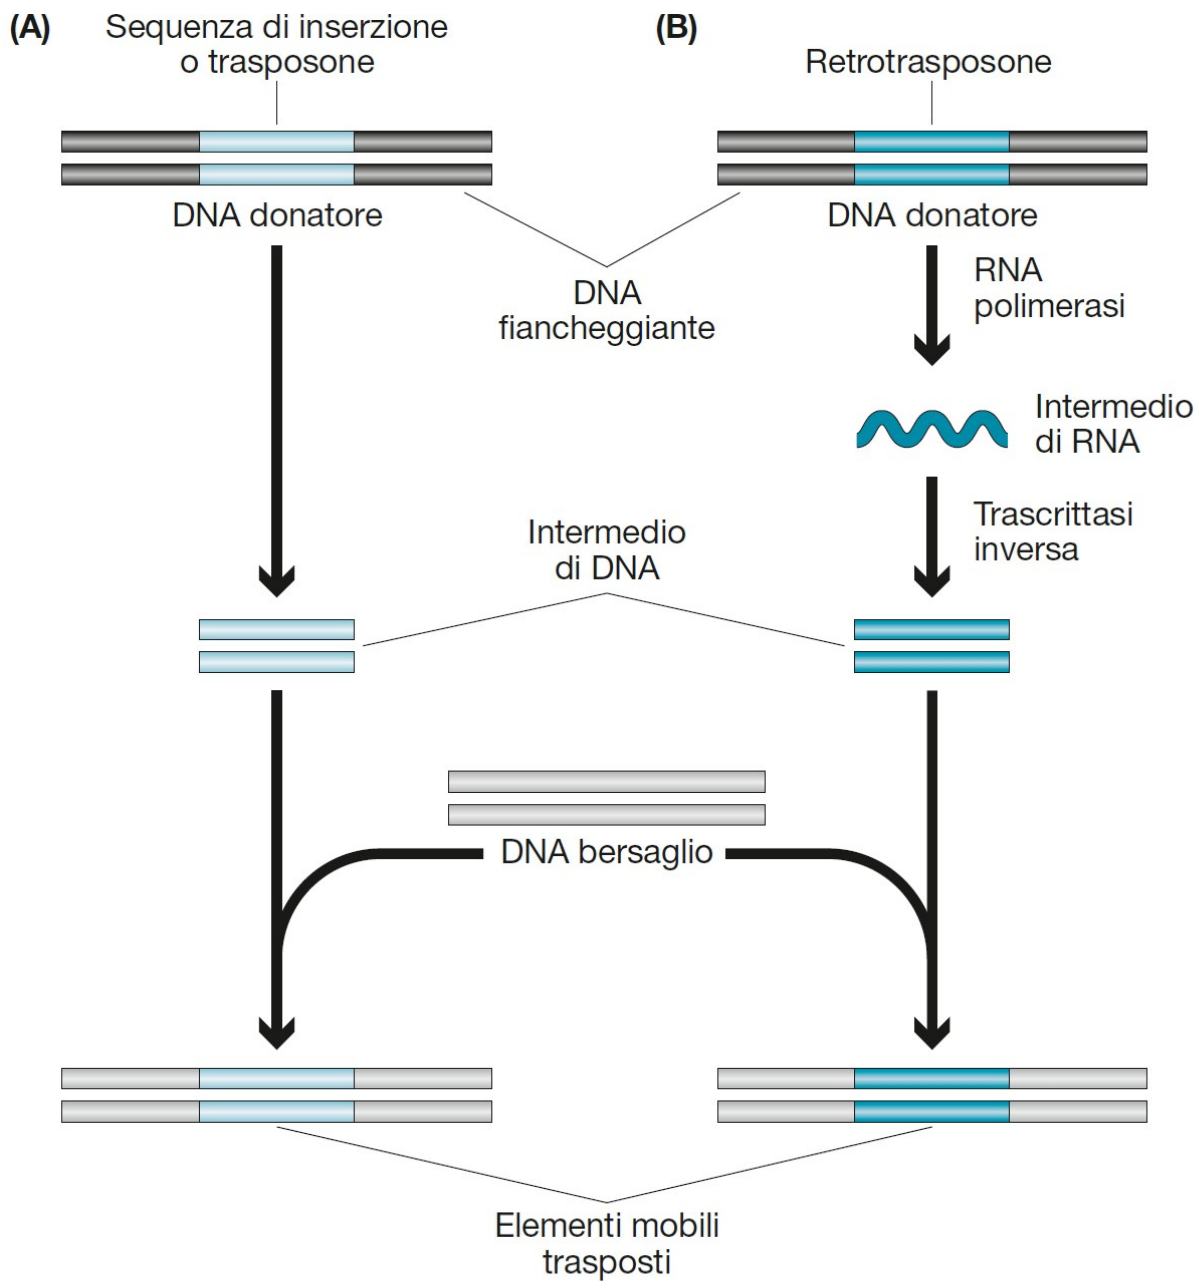 (A)
Sequenza di inserzione
o trasposone
(B)
Retrotrasposone
DNA donatore
DNA donatore
DNA
fiancheggiante
RNA
polimerasi
Intermedio
di RNA
Trascrittasi
inversa
Intermedio
di DNA
DNA bersaglio
Elementi mobili
trasposti